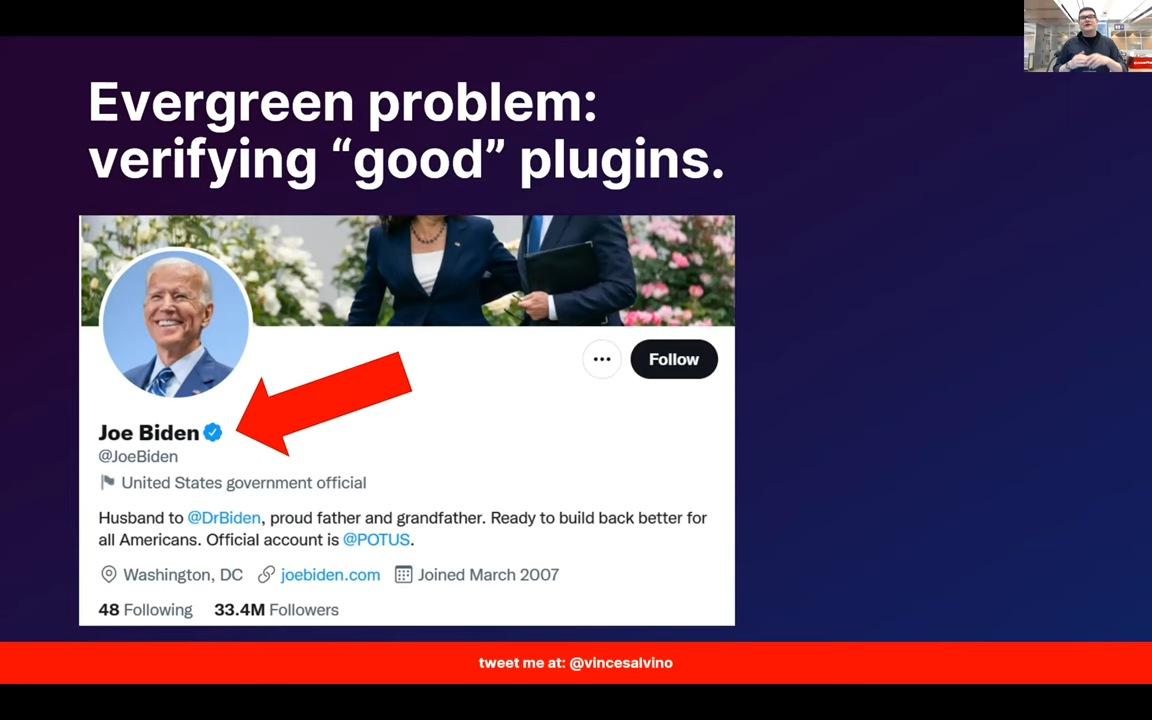 Evergreen problem:
verifying “good” plugins.
Follow
Joe Biden
@JoeBiden
United States government official
Husband to @DrBiden, proud father and grandfather. Ready to build back better for
all Americans. Official account is @POTUS.
Washington, DC joebiden.com Joined March 2007
48 Following 33.4M Followers
tweet me at: @vincesalvino